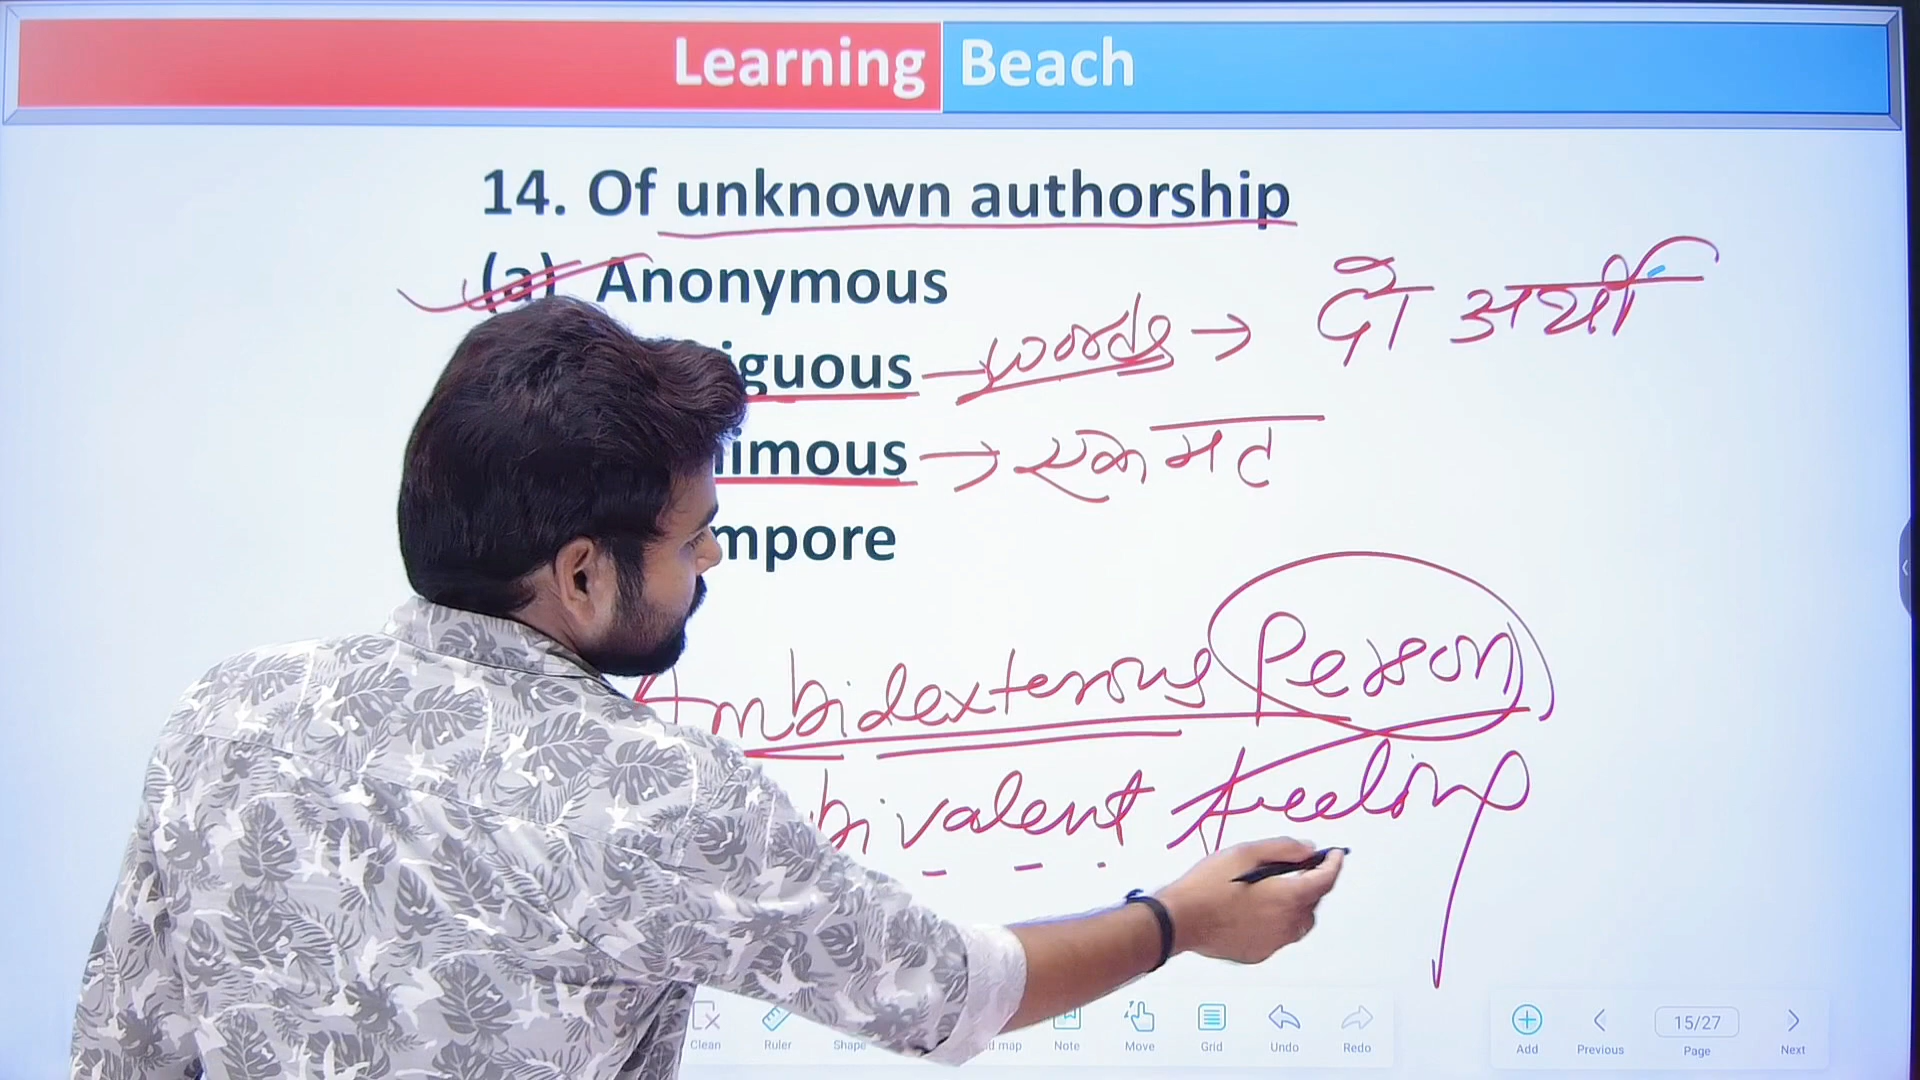 Learning Beach
14. Of unknown authorship
(a) Anonymous
iguous words → दो अर्थी
imous → एकमत
mpore
Ambidexterous Person
bivalent feeling
Clean Ruler Shape d map Note Move Grid Undo Redo Add Previous 15/27 Page Next